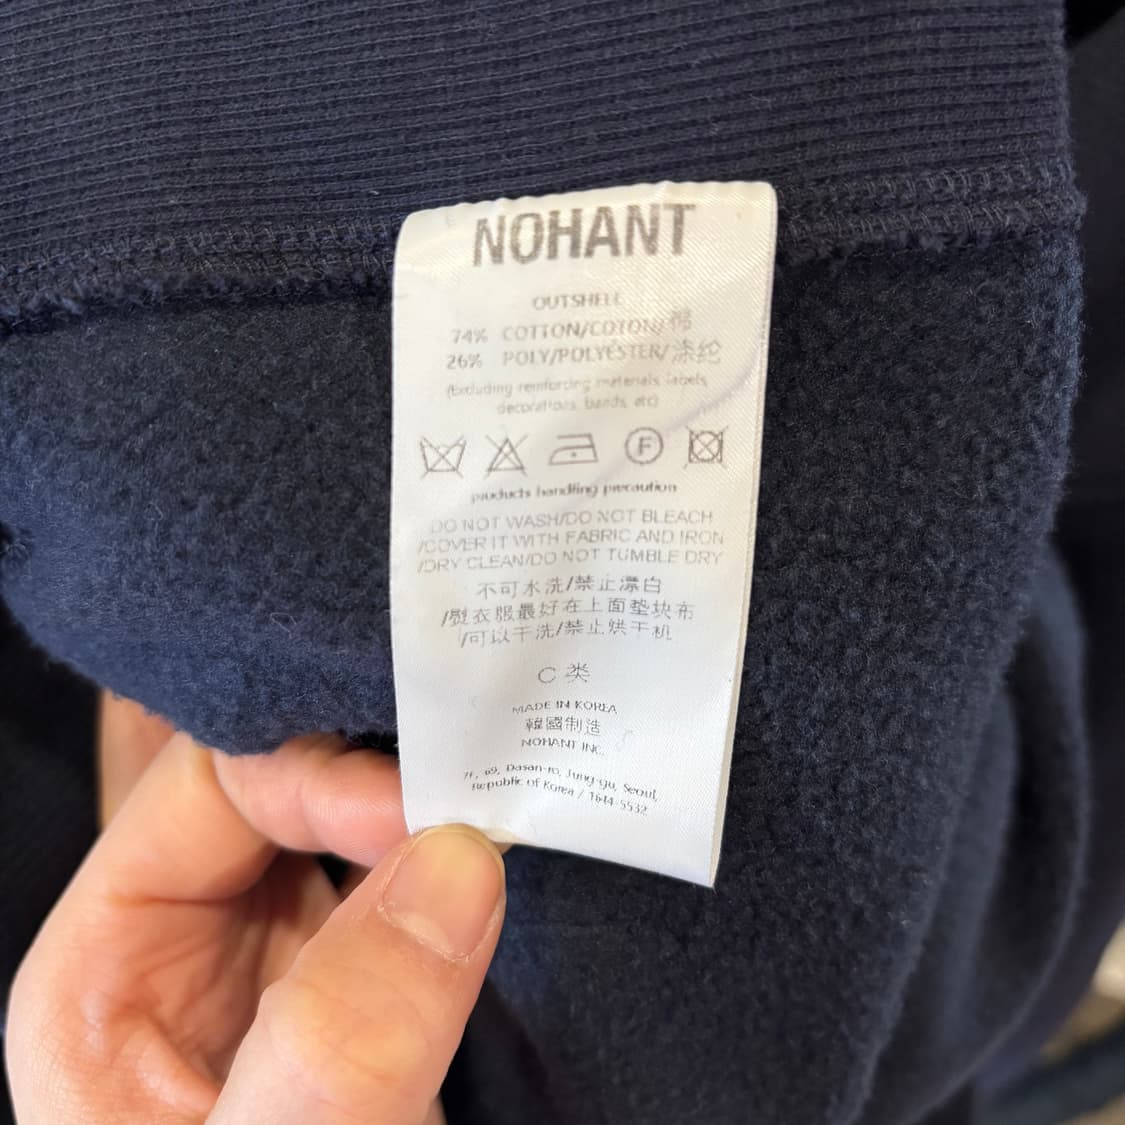 NOHANT
OUTSHELL
74% COTTON/COTON/棉
26% POLY/POLYESTER/涤纶
(Excluding reinforcing materials, labels,
decorations, bands, etc)
F
products handling precaution
DO NOT WASH/DO NOT BLEACH
/COVER IT WITH FABRIC AND IRON
/DRY CLEAN/DO NOT TUMBLE DRY
不可水洗/禁止漂白
/熨衣服最好在上面垫块布
/可以干洗/禁止烘干机
C 类
MADE IN KOREA
韓國制造
NOHANT INC.
7F, 69, Dasan-ro, Jung-gu, Seoul,
Republic of Korea / 1644-5532